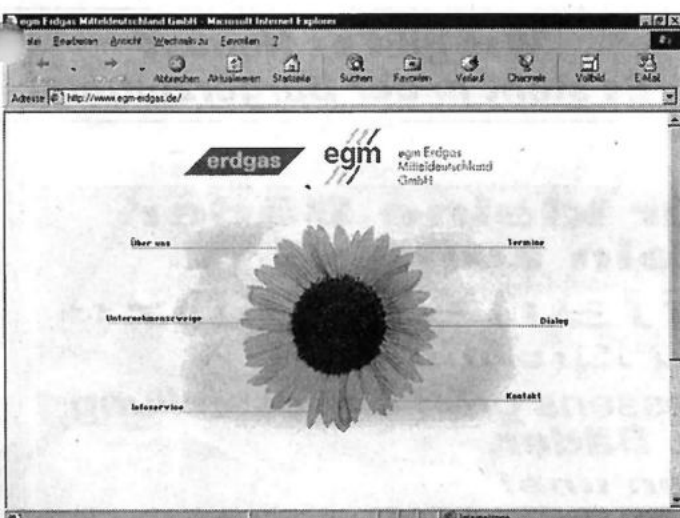 egm Erdgas Mitteldeutschland GmbH - Microsoft Internet Explorer
Bearbeiten Ansicht Wechseln zu Favoriten ?
Abbrechen Aktualisieren Startseite Suchen Favoriten Verlauf Channels Vollbild E-Mail
Adresse http://www.egm-erdgas.de/
erdgas
egm
egm Erdgas
Mitteldeutschland
GmbH
Über uns
Termine
Unternehmenszweige
Dialog
Infoservice
Kontakt